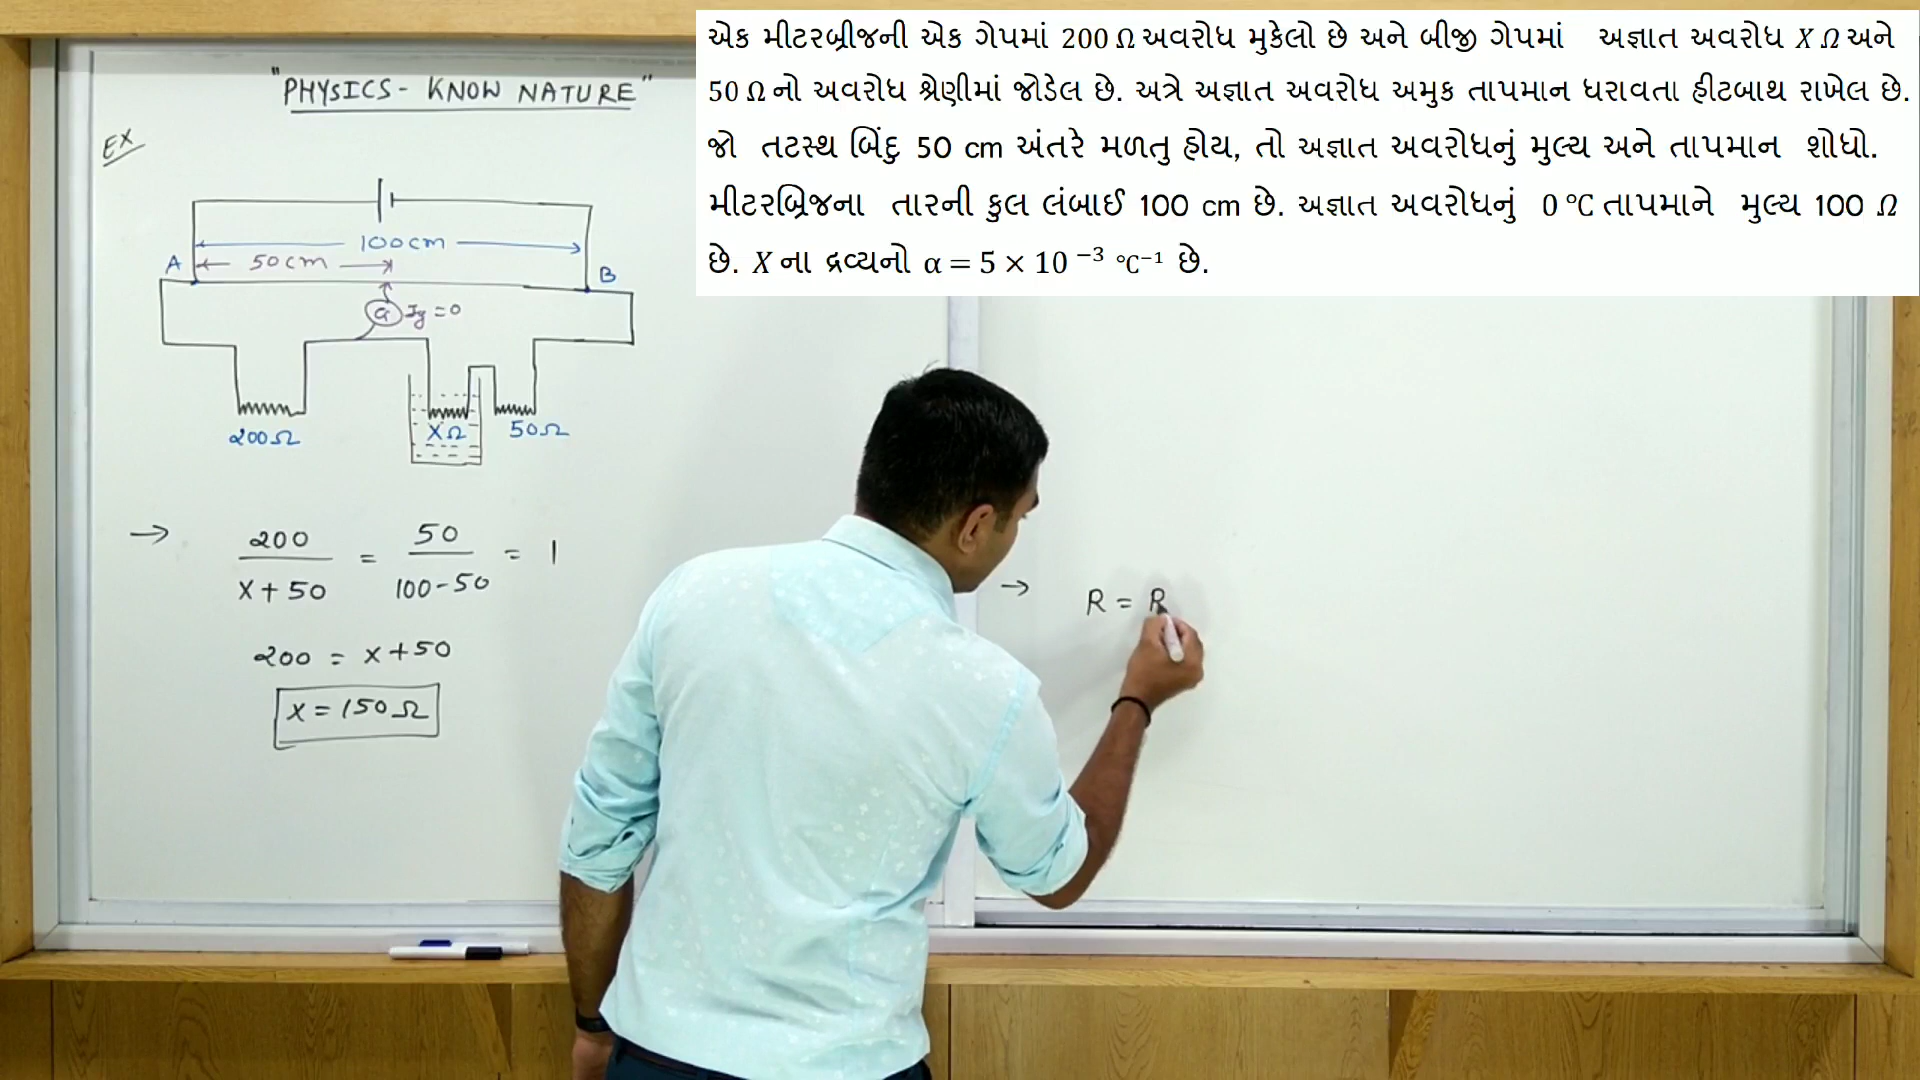 એક મીટરબ્રીજની એક ગેપમાં 200 Ω અવરોધ મુકેલો છે અને બીજી ગેપમાં અજ્ઞાત અવરોધ X Ω અને
50 Ω નો અવરોધ શ્રેણીમાં જોડેલ છે. અત્રે અજ્ઞાત અવરોધ અમુક તાપમાન ધરાવતા હીટબાથ રાખેલ છે.
જો તટસ્થ બિંદુ 50 cm અંતરે મળતુ હોય, તો અજ્ઞાત અવરોધનું મુલ્ય અને તાપમાન શોધો.
મીટરબ્રિજના તારની કુલ લંબાઈ 100 cm છે. અજ્ઞાત અવરોધનું 0 °C તાપમાને મુલ્ય 100 Ω
છે. X ના દ્રવ્યનો α = 5 × 10 ⁻³ °C⁻¹ છે.
"PHYSICS - KNOW NATURE"
EX
100cm
A 50cm B
G Ig = 0
200Ω XΩ 50Ω
→ 200/(x+50) = 50/(100-50) = 1
200 = x+50
x = 150Ω
→ R = R